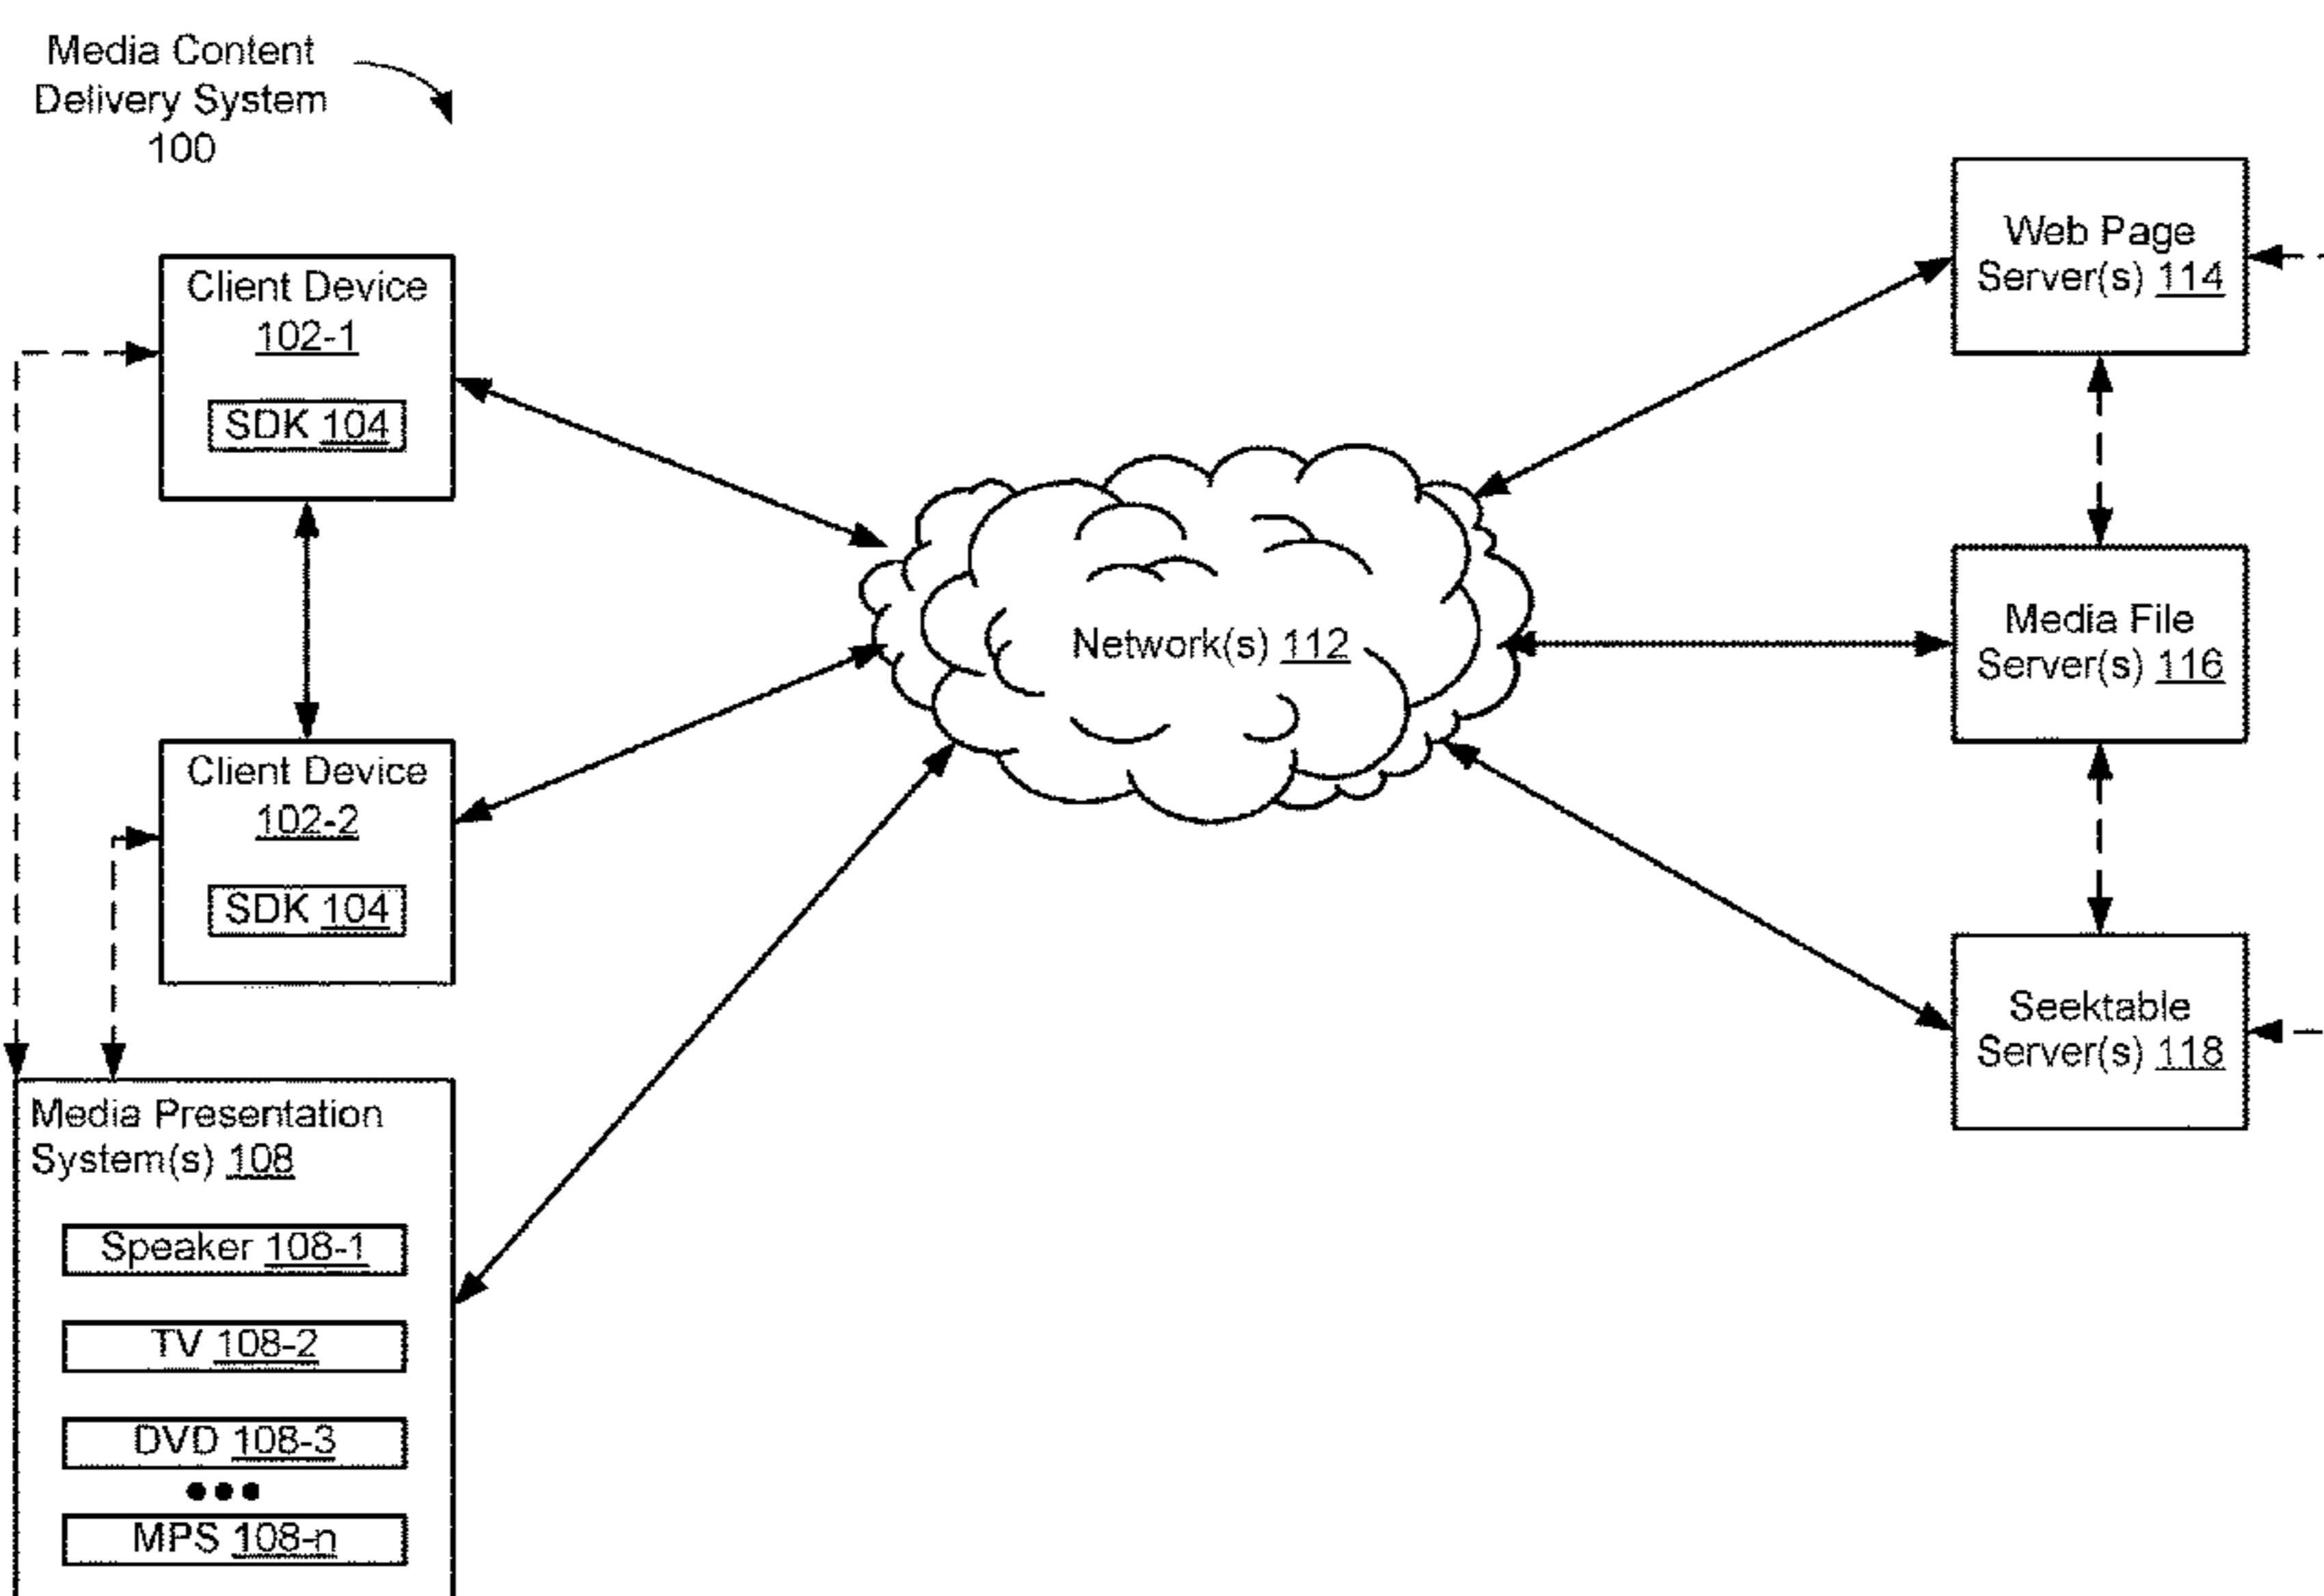 Media Content
Delivery System
100
Client Device
102-1
SDK 104
Client Device
102-2
SDK 104
Media Presentation
System(s) 108
Speaker 108-1
TV 108-2
DVD 108-3
MPS 108-n
Network(s) 112
Web Page
Server(s) 114
Media File
Server(s) 116
Seektable
Server(s) 118